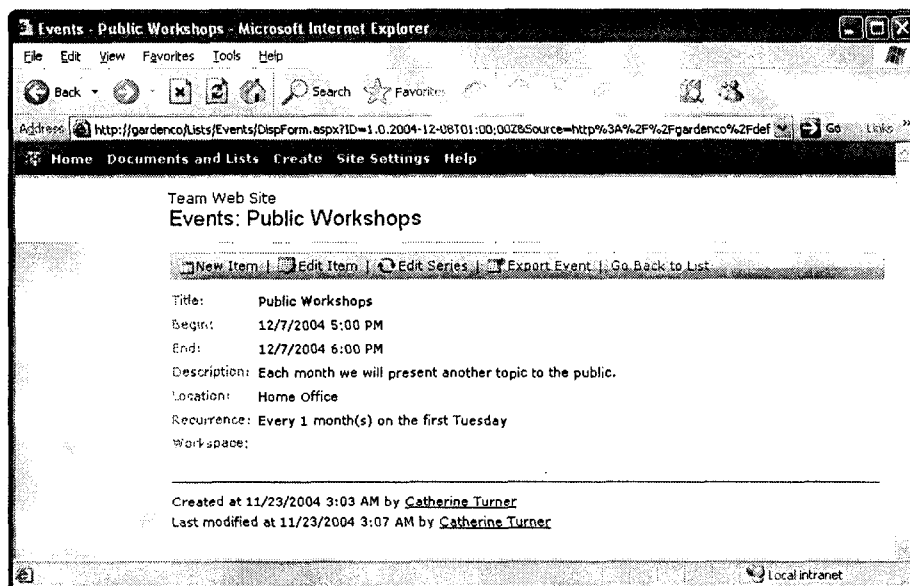 Events - Public Workshops - Microsoft Internet Explorer
File Edit View Favorites Tools Help
Back Search Favorites
Address http://gardenco/Lists/Events/DispForm.aspx?ID=1.0.2004-12-08T01:00:00Z&Source=http%3A%2F%2Fgardenco%2Fdef Go Links »
Home Documents and Lists Create Site Settings Help
Team Web Site
Events: Public Workshops
New Item | Edit Item | Edit Series | Export Event | Go Back to List
Title: Public Workshops
Begin: 12/7/2004 5:00 PM
End: 12/7/2004 6:00 PM
Description: Each month we will present another topic to the public.
Location: Home Office
Recurrence: Every 1 month(s) on the first Tuesday
Workspace:
Created at 11/23/2004 3:03 AM by Catherine Turner
Last modified at 11/23/2004 3:07 AM by Catherine Turner
Local intranet